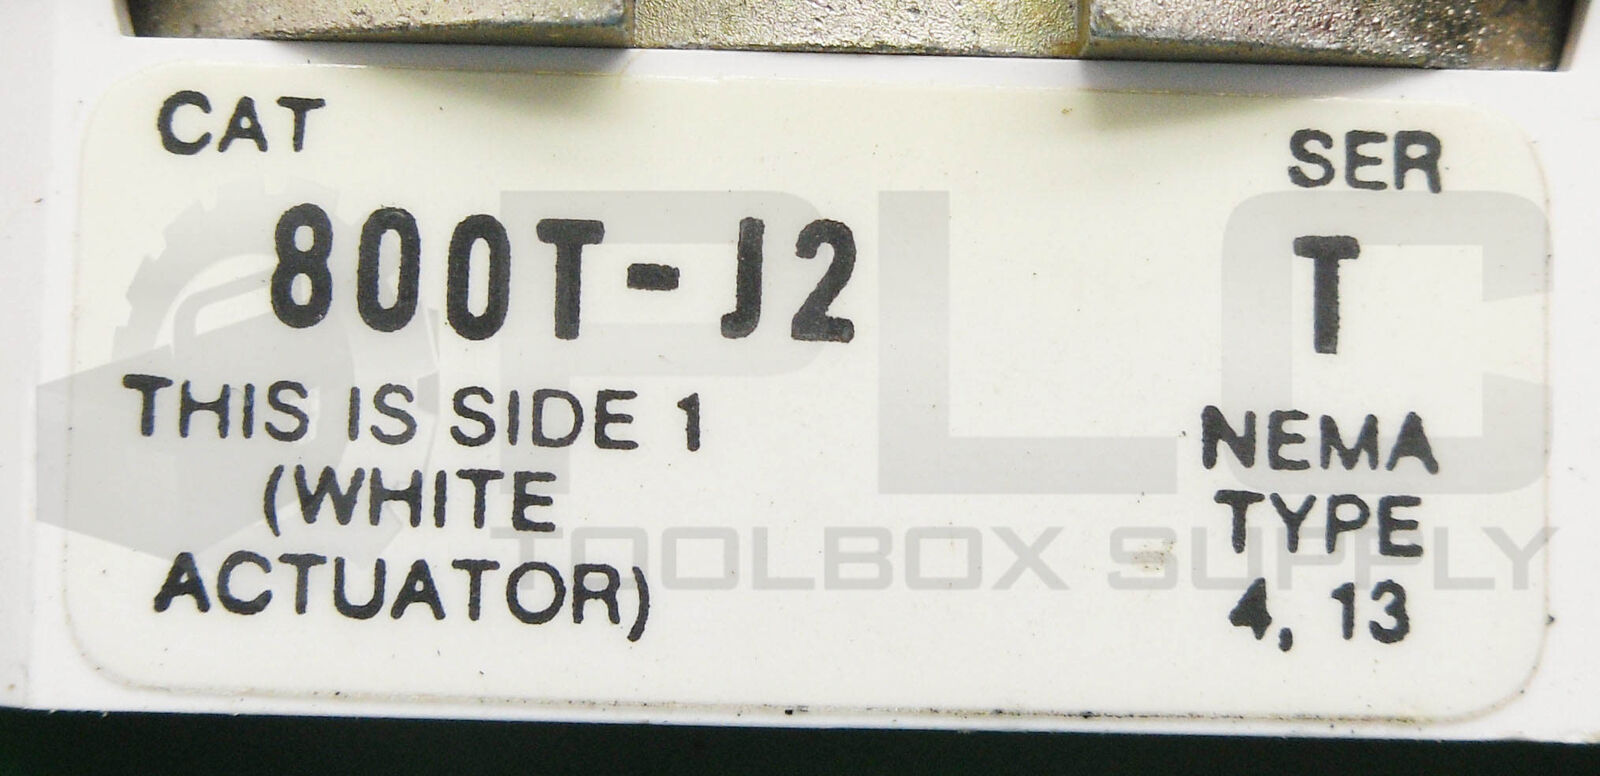 CAT
800T-J2
THIS IS SIDE 1
(WHITE
ACTUATOR)
SER
T
NEMA
TYPE
4, 13
PLC
TOOLBOX SUPPLY